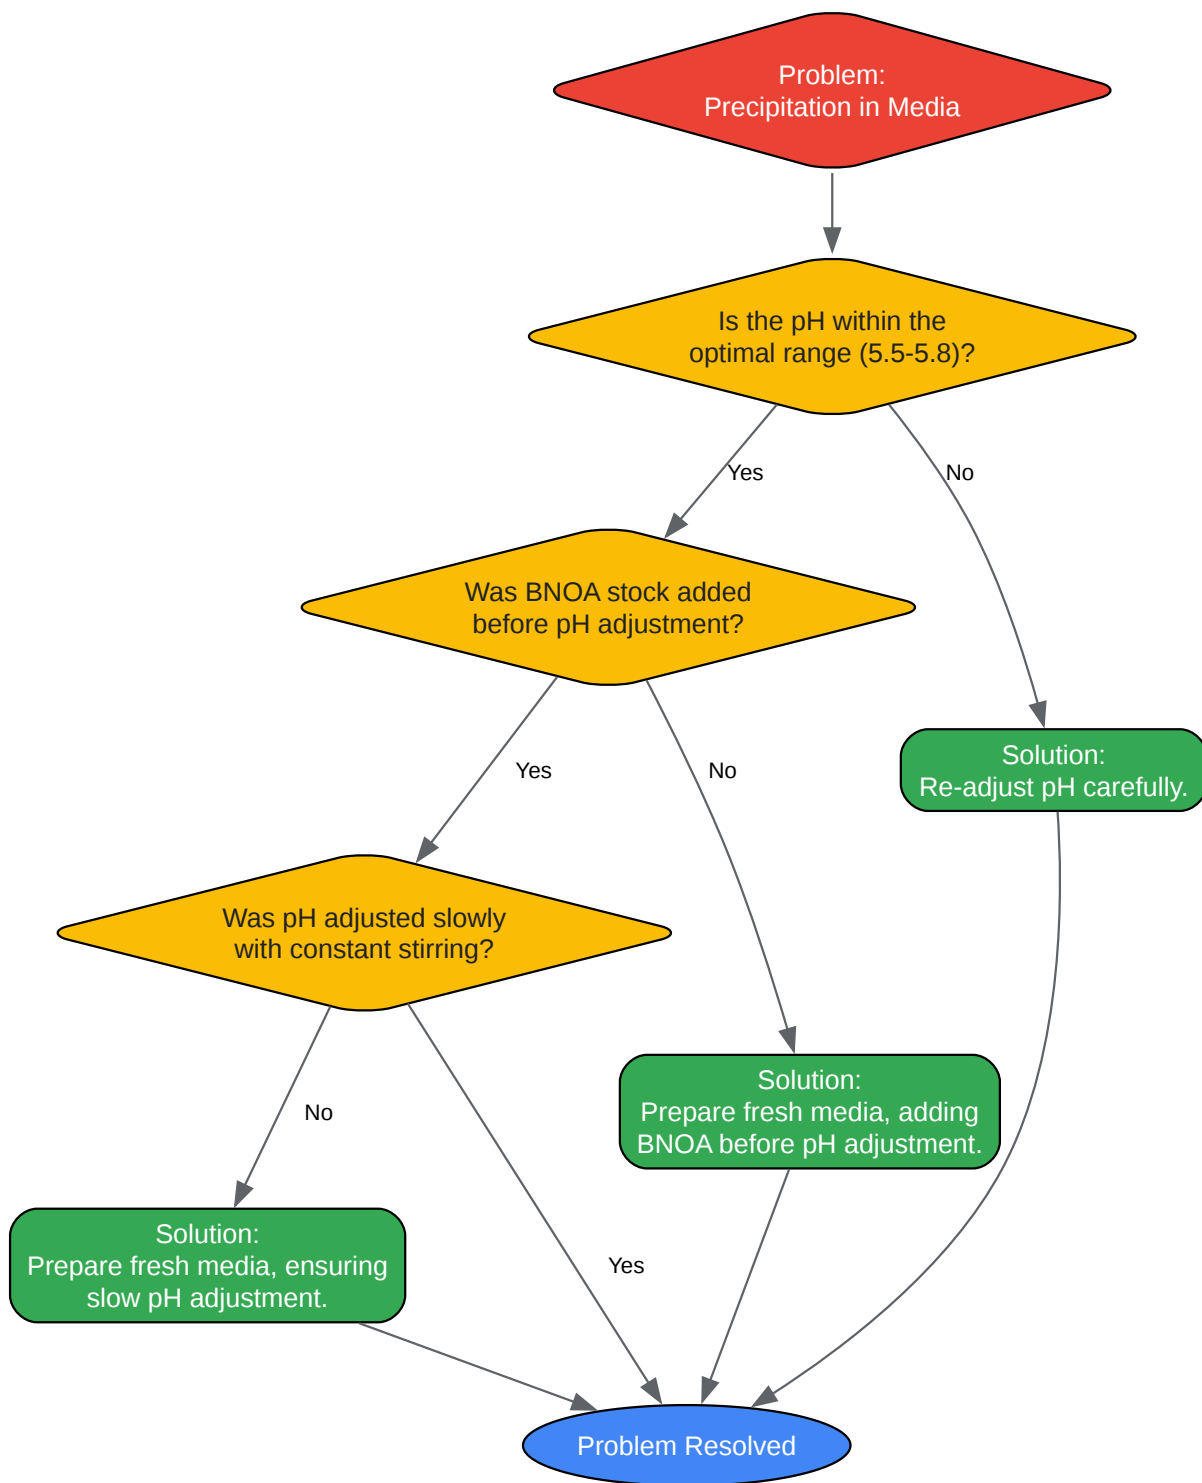 Problem:
Precipitation in Media
Is the pH within the
optimal range (5.5-5.8)?
Yes
No
Was BNOA stock added
before pH adjustment?
Solution:
Re-adjust pH carefully.
Yes
No
Was pH adjusted slowly
with constant stirring?
Solution:
Prepare fresh media, adding
BNOA before pH adjustment.
No
Yes
Solution:
Prepare fresh media, ensuring
slow pH adjustment.
Problem Resolved